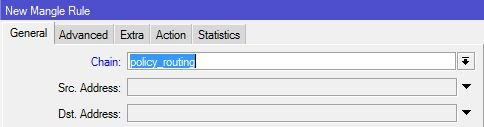 New Mangle Rule
General Advanced Extra Action Statistics
Chain: policy_routing
Src. Address:
Dst. Address: